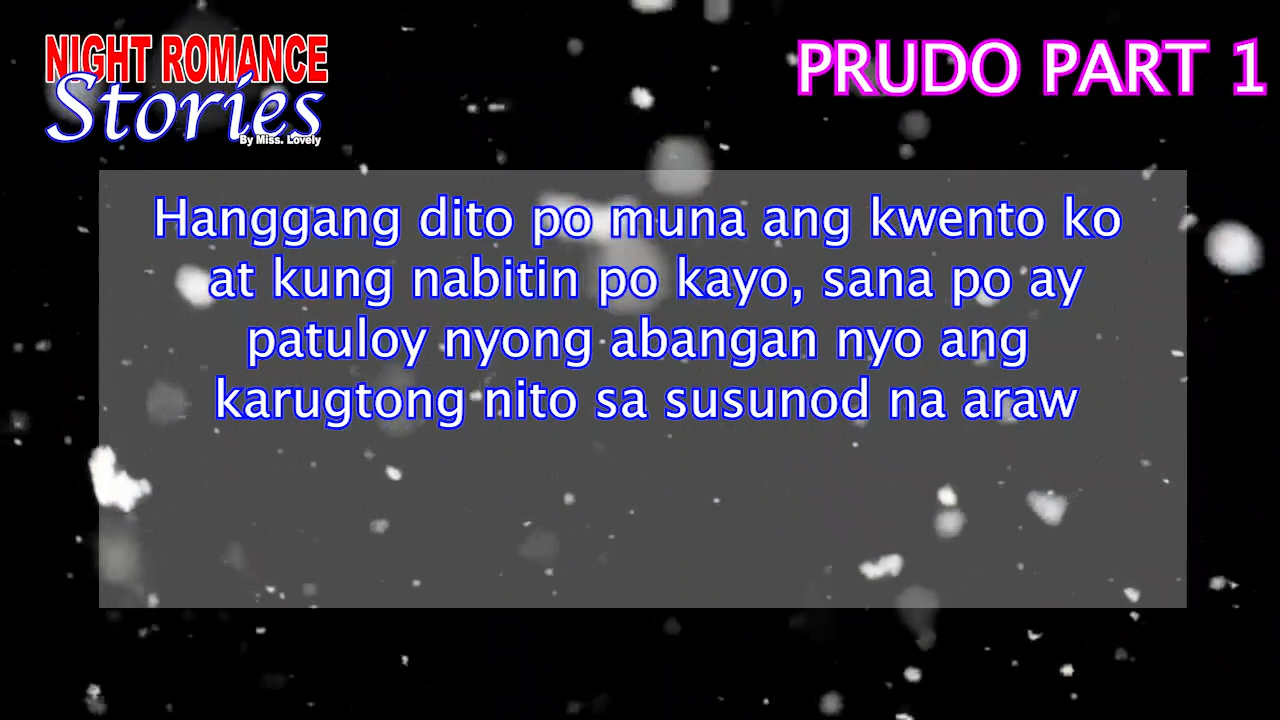 NIGHT ROMANCE
Stories
By Miss. Lovely
PRUDO PART 1
Hanggang dito po muna ang kwento ko
at kung nabitin po kayo, sana po ay
patuloy nyong abangan nyo ang
karugtong nito sa susunod na araw